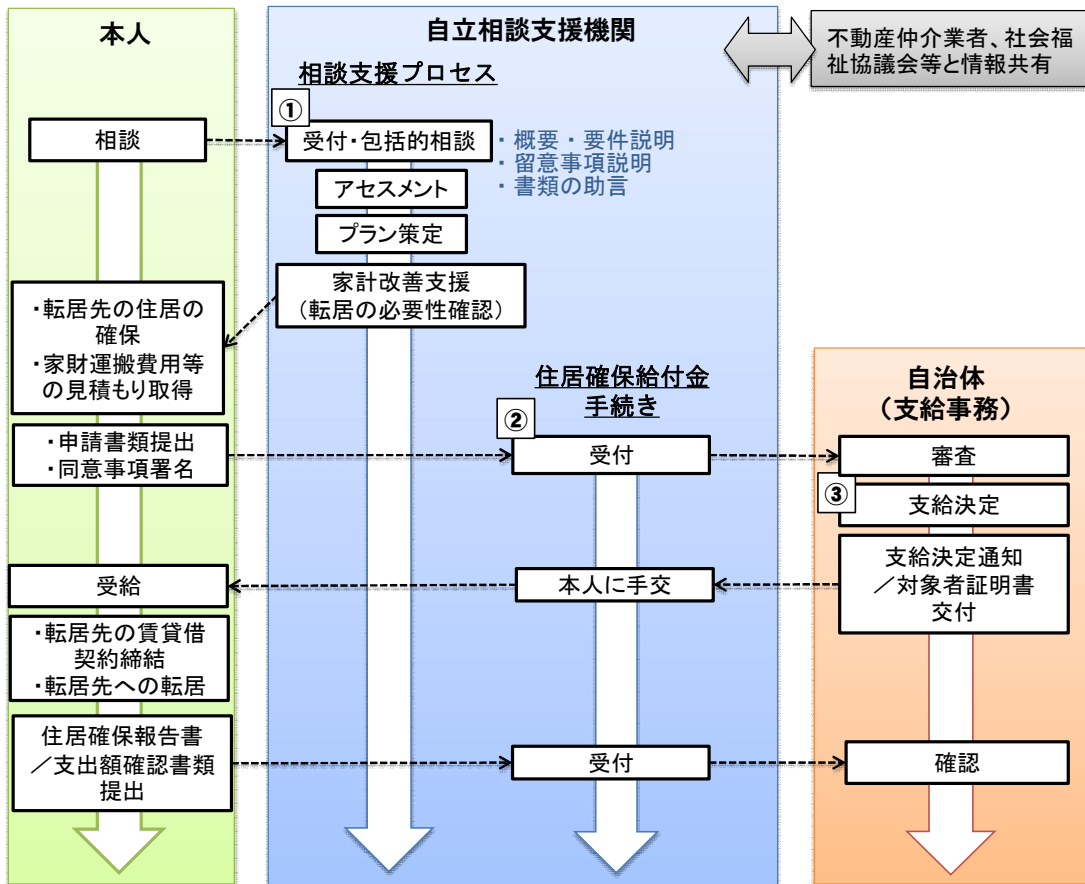 本人
自立相談支援機関
不動産仲介業者、社会福
祉協議会等と情報共有
相談支援プロセス
①
相談
受付・包括的相談
・概要・要件説明
・留意事項説明
・書類の助言
アセスメント
プラン策定
家計改善支援
（転居の必要性確認）
・転居先の住居の
確保
・家財運搬費用等
の見積もり取得
住居確保給付金
手続き
自治体
（支給事務）
②
・申請書類提出
・同意事項署名
受付
審査
③
支給決定
支給決定通知
／対象者証明書
交付
本人に手交
受給
・転居先の賃貸借
契約締結
・転居先への転居
住居確保報告書
／支出額確認書類
提出
受付
確認